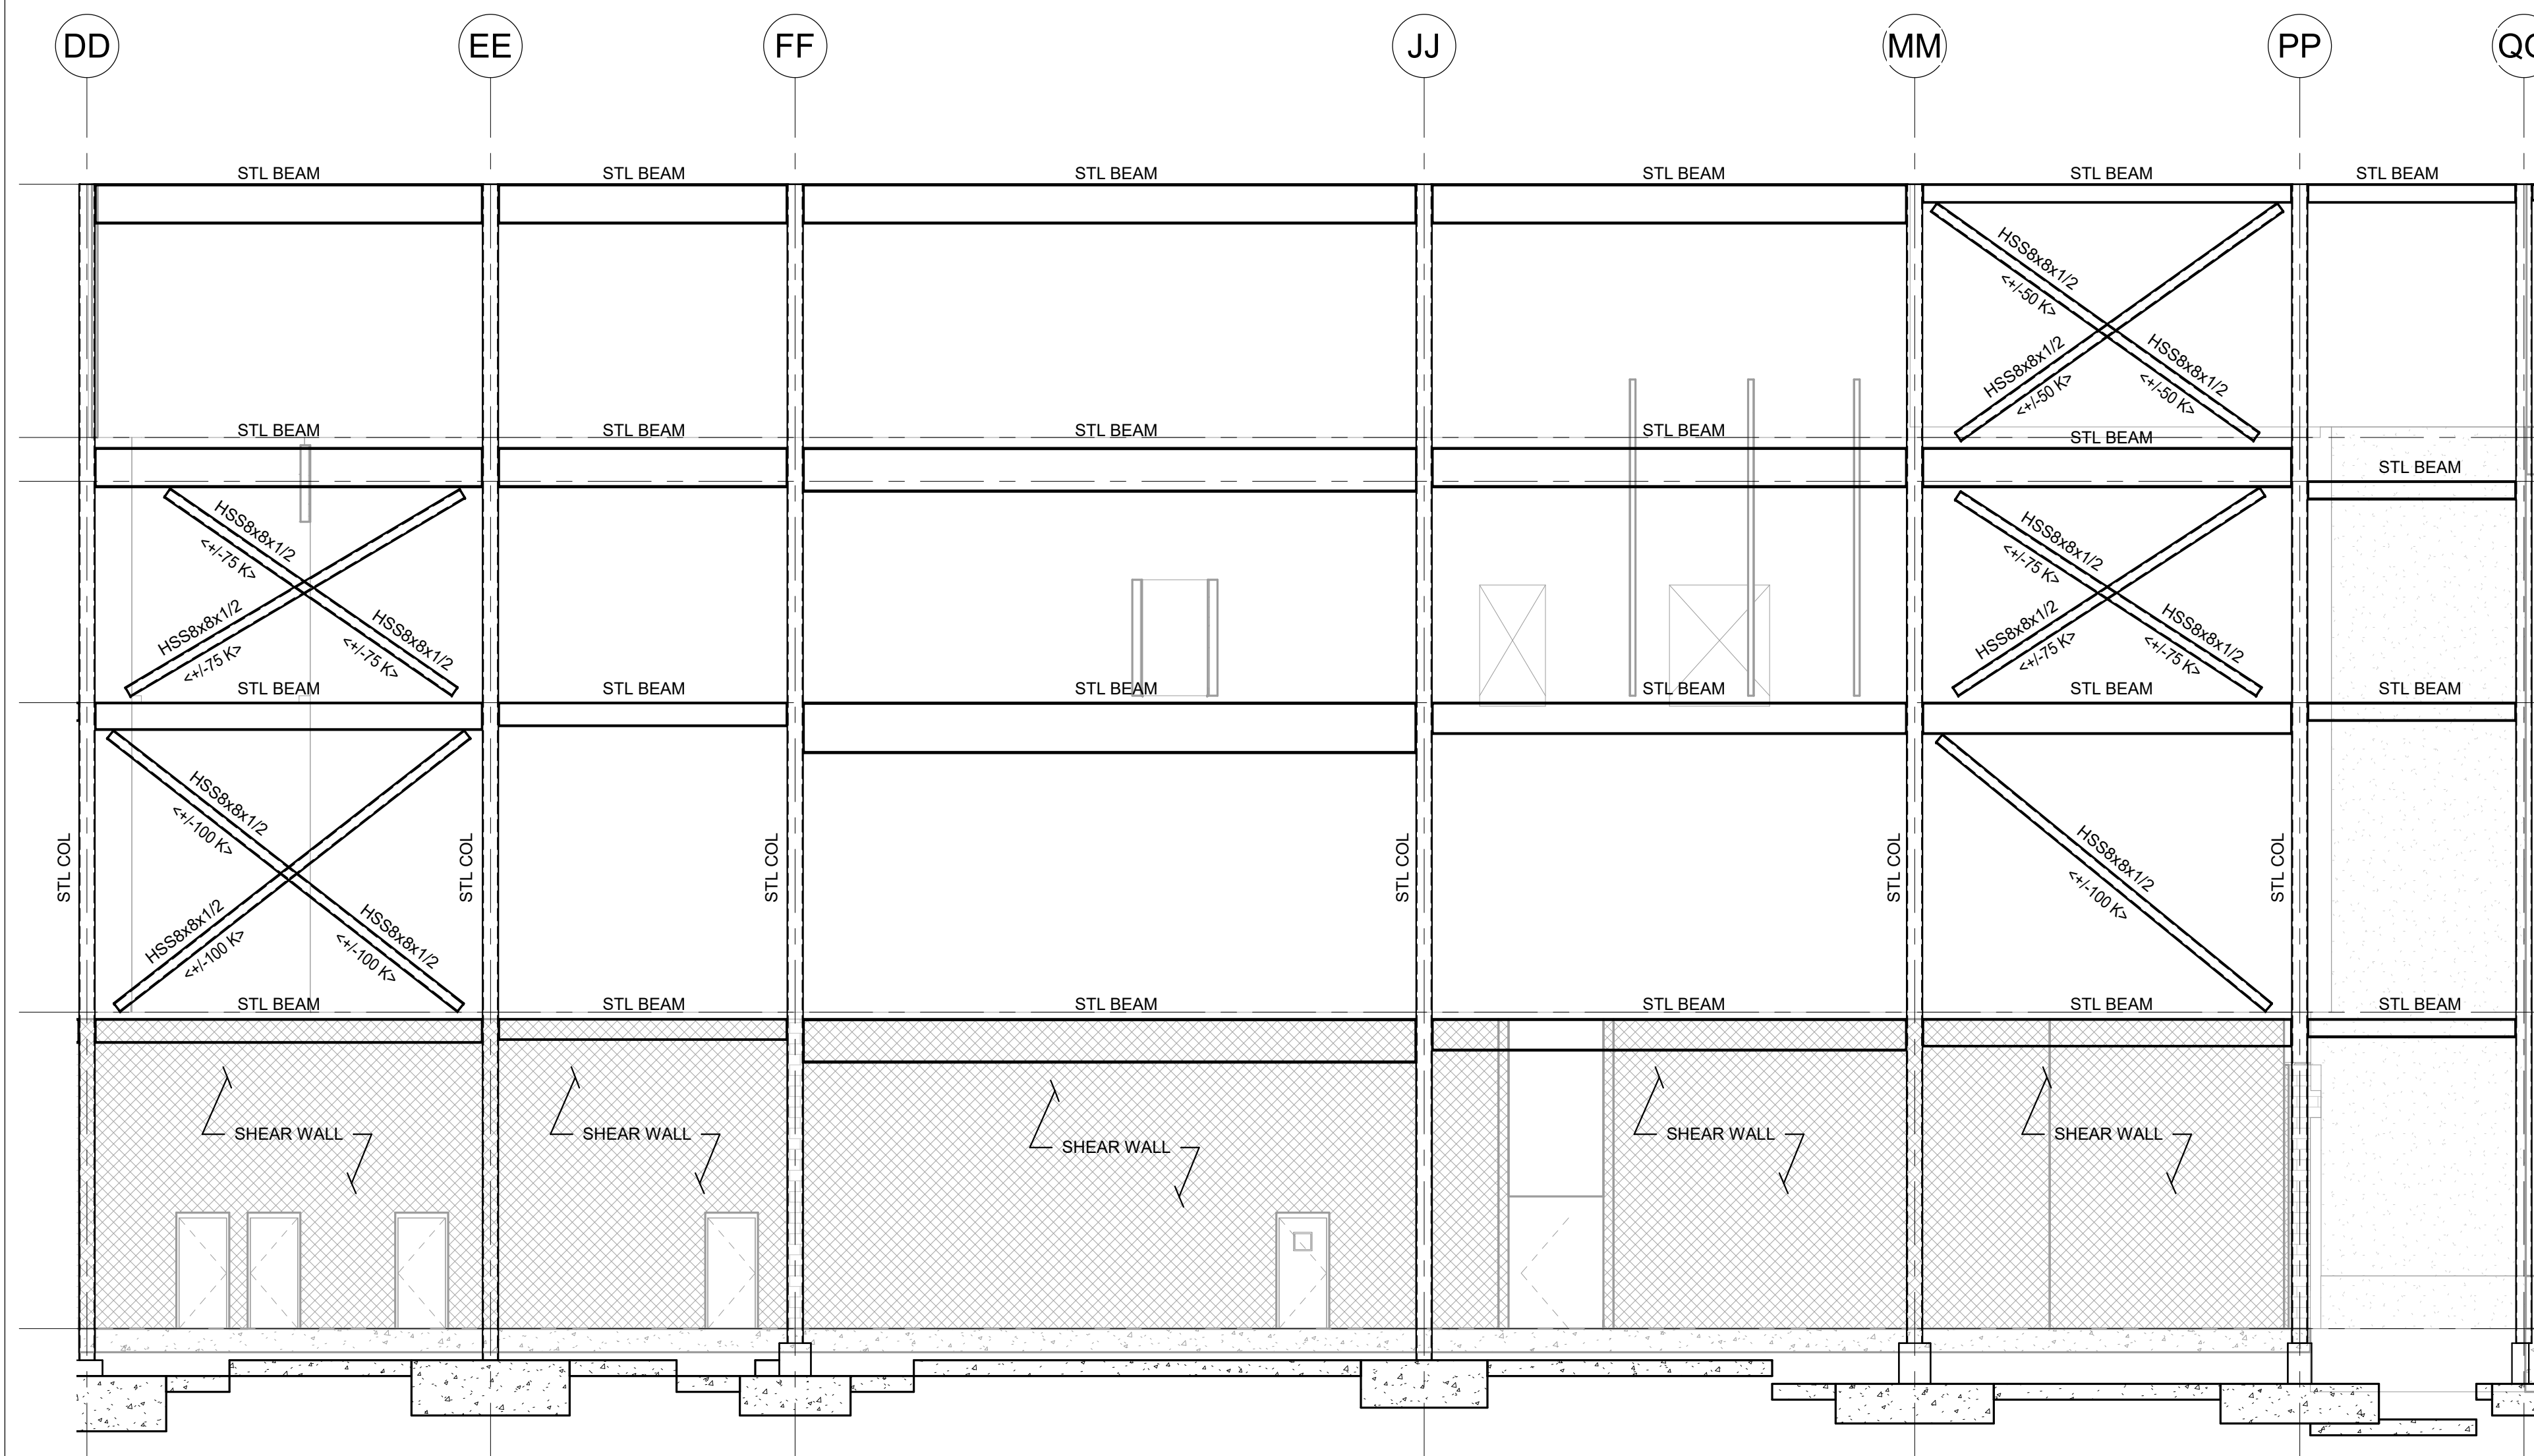 DD
EE
FF
JJ
MM
PP
STL BEAM
STL BEAM
STL BEAM
STL BEAM
STL BEAM
STL BEAM
HSS8x8x1/2
<+/-50 K>
HSS8x8x1/2
<+/-50 K>
HSS8x8x1/2
<+/-50 K>
STL BEAM
STL BEAM
STL BEAM
STL BEAM
STL BEAM
STL BEAM
HSS8x8x1/2
<+/-75 K>
HSS8x8x1/2
<+/-75 K>
HSS8x8x1/2
<+/-75 K>
HSS8x8x1/2
<+/-75 K>
HSS8x8x1/2
<+/-75 K>
HSS8x8x1/2
<+/-75 K>
STL BEAM
STL BEAM
STL BEAM
STL BEAM
STL BEAM
STL BEAM
HSS8x8x1/2
<+/-100 K>
HSS8x8x1/2
<+/-100 K>
HSS8x8x1/2
<+/-100 K>
HSS8x8x1/2
<+/-100 K>
STL COL
STL COL
STL COL
STL COL
STL COL
STL COL
STL BEAM
STL BEAM
STL BEAM
STL BEAM
STL BEAM
STL BEAM
SHEAR WALL
SHEAR WALL
SHEAR WALL
SHEAR WALL
SHEAR WALL